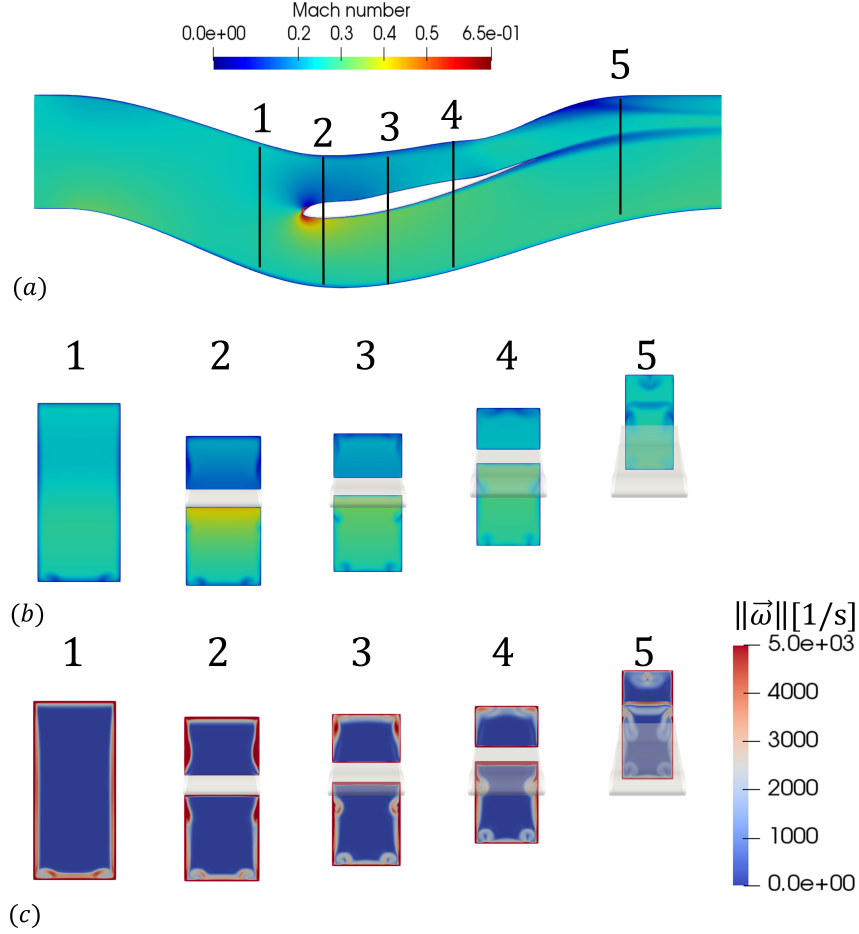 Mach number
0.0e+00 0.2 0.3 0.4 0.5 6.5e-01
1 2 3 4 5
(a)
1 2 3 4 5
(b)
‖ω⃗‖[1/s]
1 2 3 4 5
5.0e+03
4000
3000
2000
1000
0.0e+00
(c)